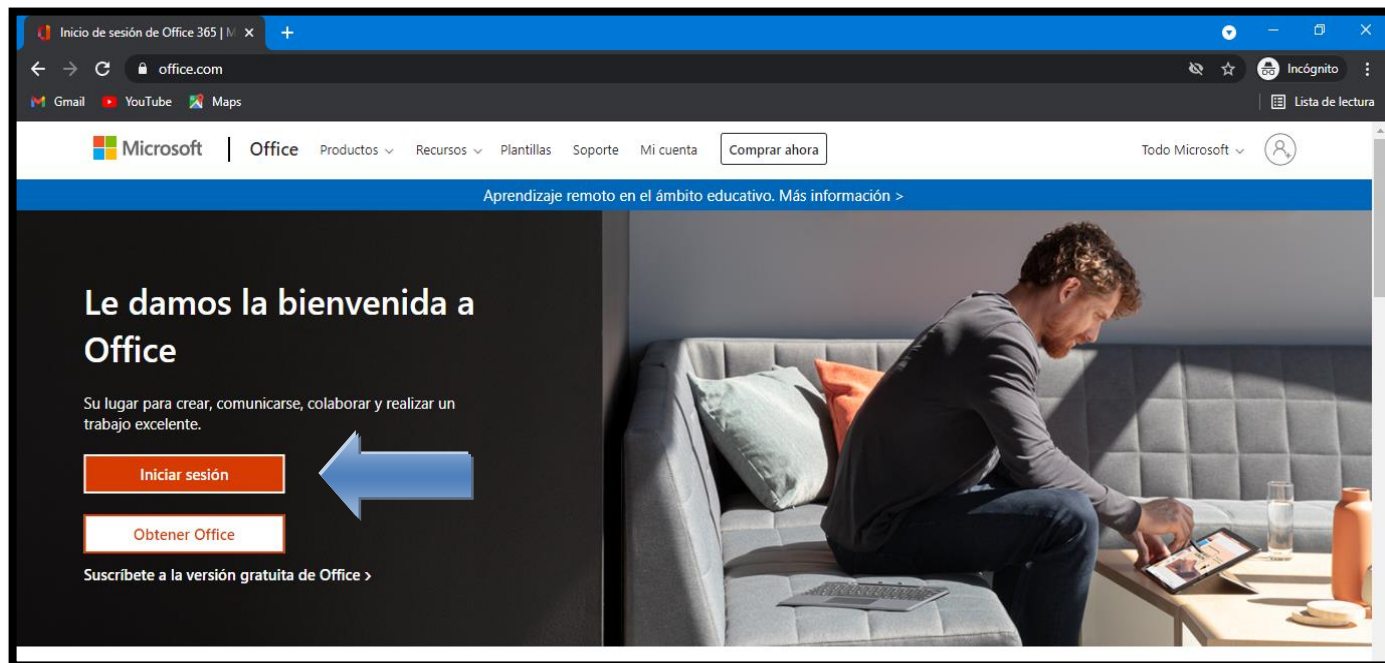 Inicio de sesión de Office 365 | M
office.com
Incógnito
Gmail YouTube Maps
Lista de lectura
Microsoft Office Productos Recursos Plantillas Soporte Mi cuenta Comprar ahora Todo Microsoft
Aprendizaje remoto en el ámbito educativo. Más información >
Le damos la bienvenida a
Office
Su lugar para crear, comunicarse, colaborar y realizar un
trabajo excelente.
Iniciar sesión
Obtener Office
Suscríbete a la versión gratuita de Office >